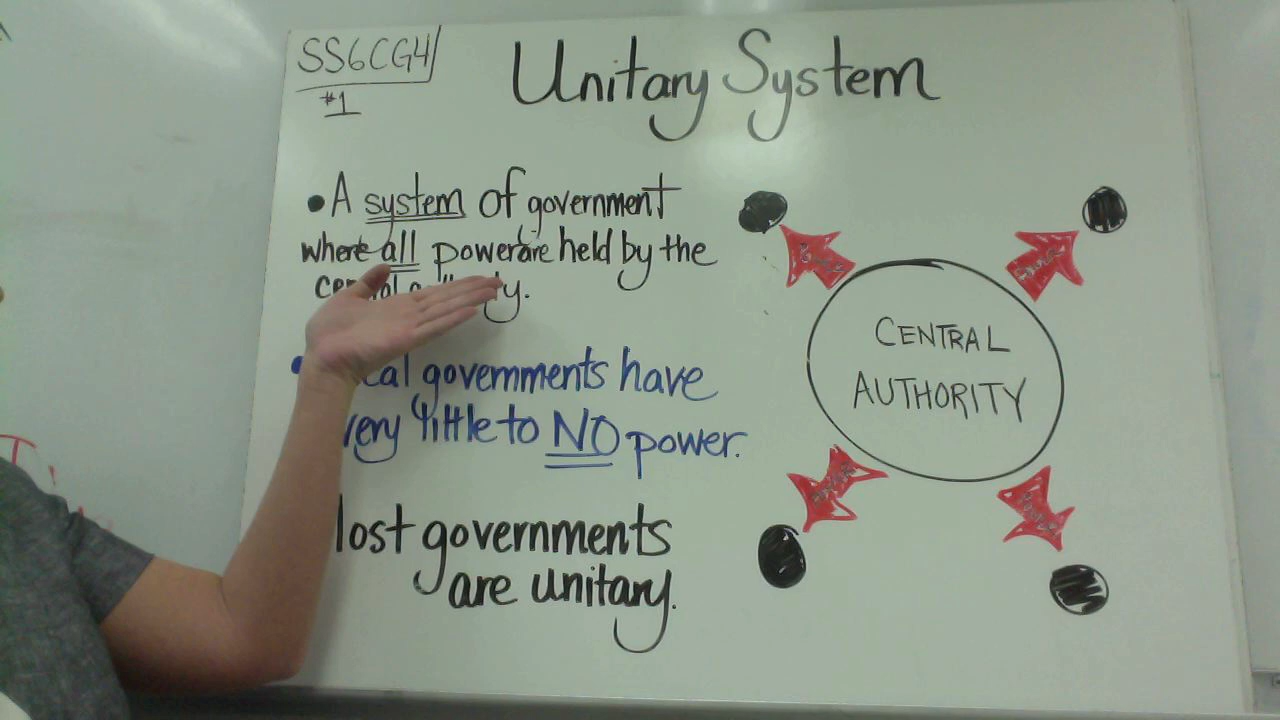 SS6CG4
#1
Unitary System
• A system of government
where all power are held by the
y.
• cal governments have
very little to NO power.
lost governments
are unitary.
CENTRAL
AUTHORITY